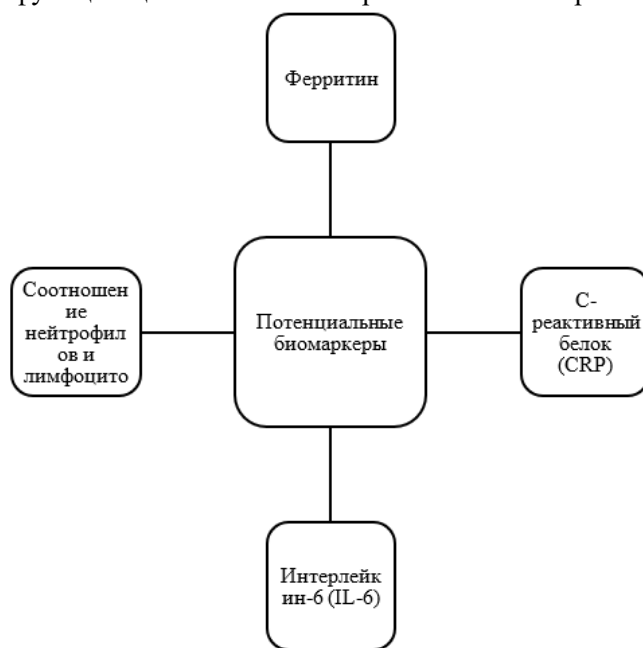 Ферритин
Соотношен
ие
нейтрофил
ов и
лимфоцито
Потенциальные
биомаркеры
С-
реактивный
белок
(CRP)
Интерлейк
ин-6 (IL-6)